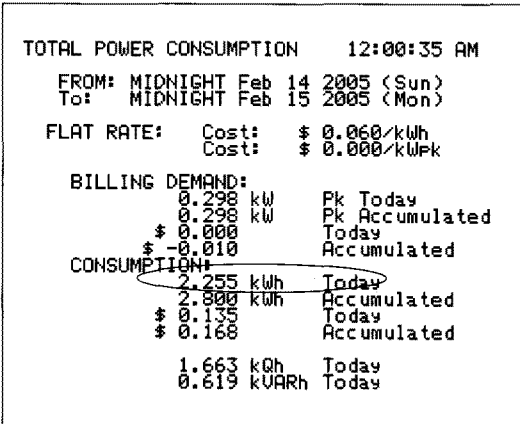 TOTAL POWER CONSUMPTION 12:00:35 AM
FROM: MIDNIGHT Feb 14 2005 (Sun)
To: MIDNIGHT Feb 15 2005 (Mon)
FLAT RATE: Cost: $ 0.060/kWh
Cost: $ 0.000/kWpk
BILLING DEMAND:
0.298 kW Pk Today
0.298 kW Pk Accumulated
$ 0.000 Today
$ -0.010 Accumulated
CONSUMPTION:
2.255 kWh Today
2.800 kWh Accumulated
$ 0.135 Today
$ 0.168 Accumulated
1.663 kQh Today
0.619 kVARh Today